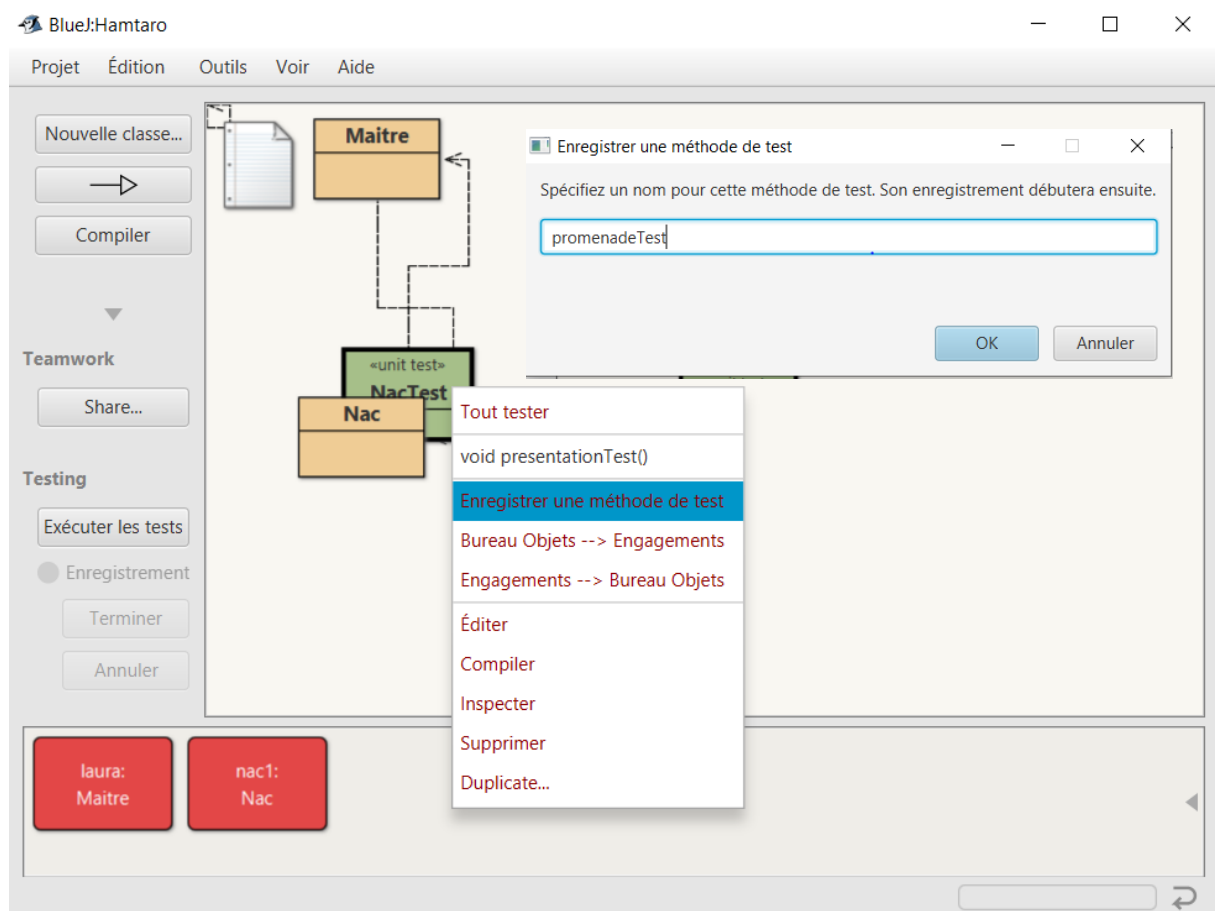 BlueJ:Hamtaro
Projet Édition Outils Voir Aide
Nouvelle classe...
Compiler
Teamwork
Share...
Testing
Exécuter les tests
Enregistrement
Terminer
Annuler
Maitre
«unit test»
NacTest
Nac
Enregistrer une méthode de test
Spécifiez un nom pour cette méthode de test. Son enregistrement débutera ensuite.
promenadeTest
OK
Annuler
Tout tester
void presentationTest()
Enregistrer une méthode de test
Bureau Objets --> Engagements
Engagements --> Bureau Objets
Éditer
Compiler
Inspecter
Supprimer
Duplicate...
laura:
Maitre
nac1:
Nac